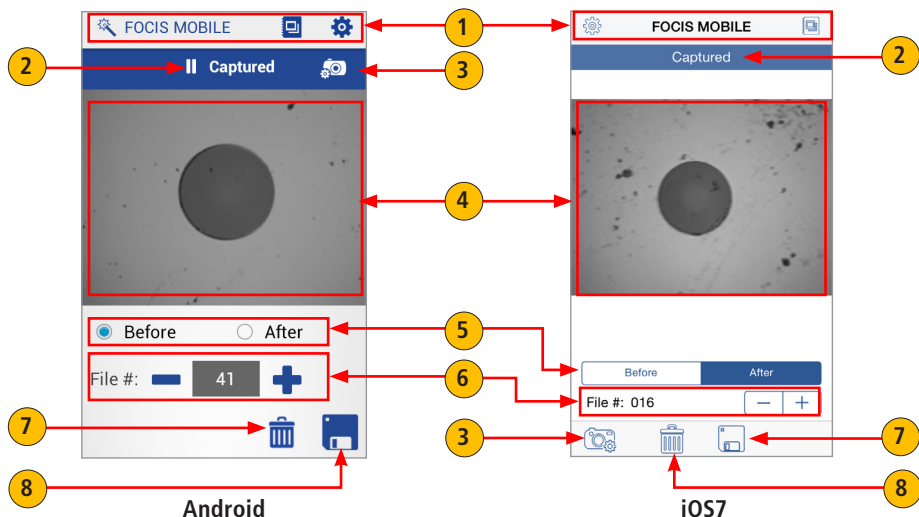 FOCIS MOBILE
1
FOCIS MOBILE
2
Captured
3
Captured
2
4
Before
After
5
Before
After
File #:
41
6
File #: 016
7
3
7
8
8
Android
iOS7